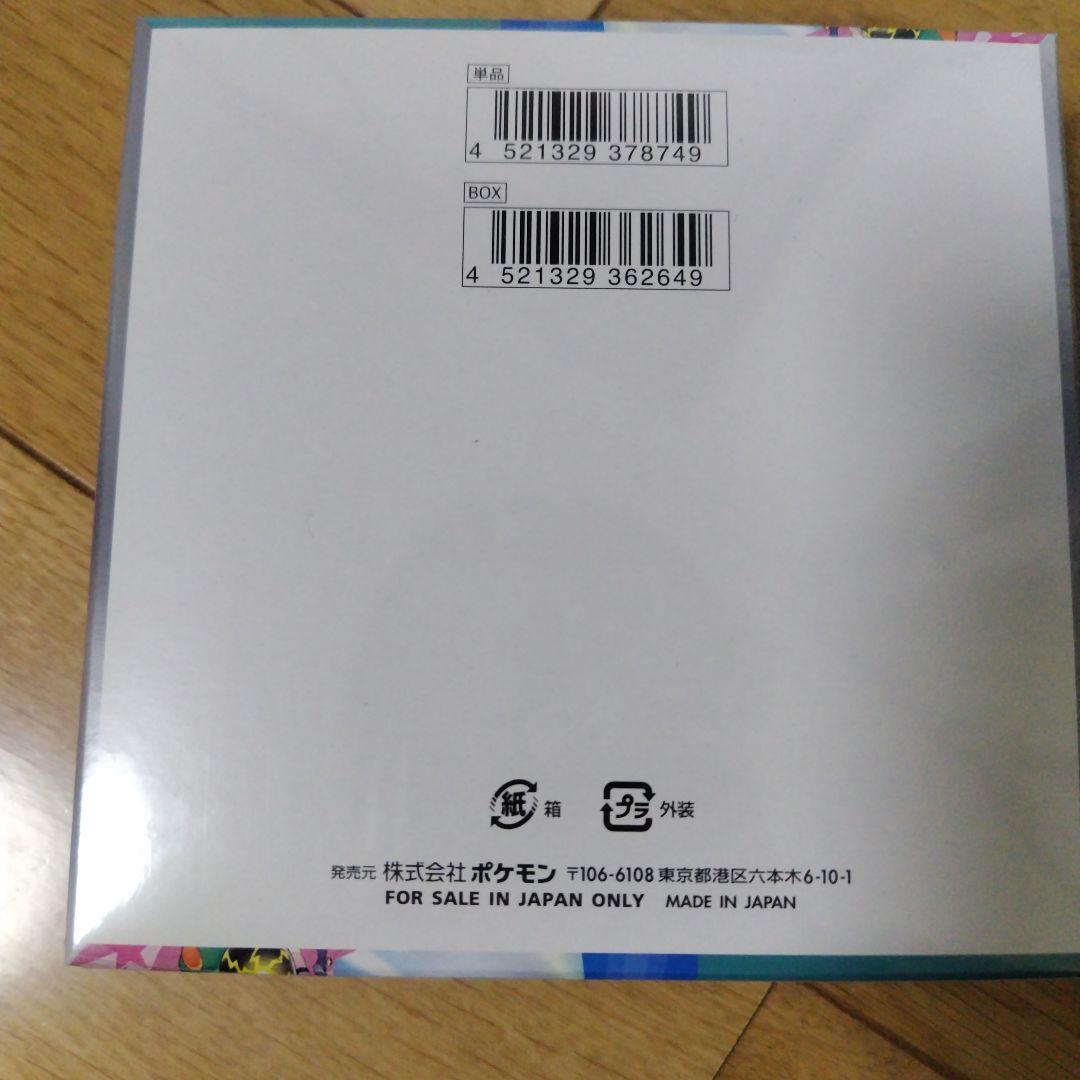 単品
4 521329 378749
BOX
4 521329 362649
紙 箱 プラ 外装
発売元 株式会社 ポケモン 〒106-6108 東京都港区六本木6-10-1
FOR SALE IN JAPAN ONLY MADE IN JAPAN